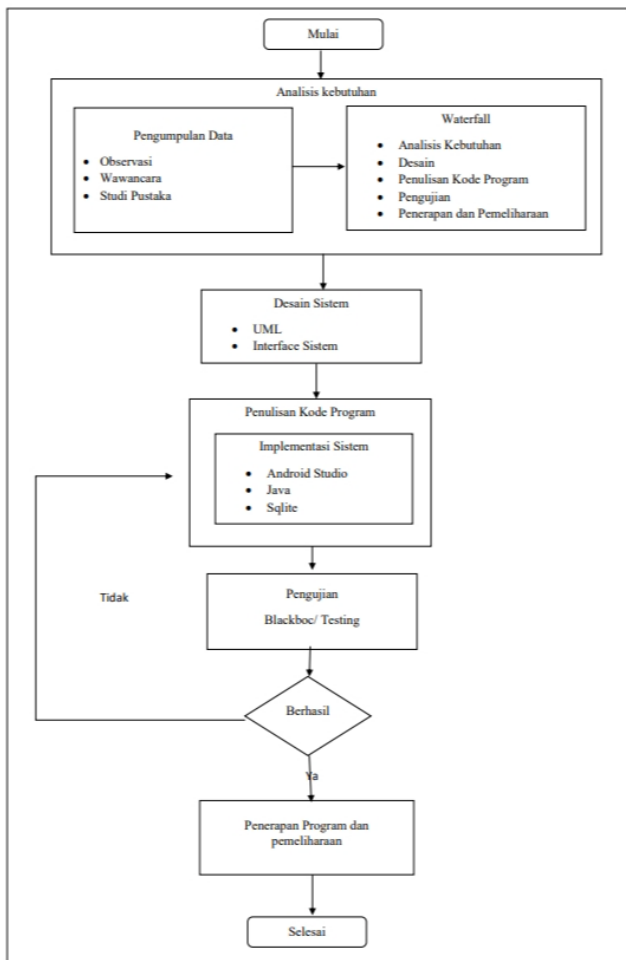 Mulai
Analisis kebutuhan
Pengumpulan Data
• Observasi
• Wawancara
• Studi Pustaka
Waterfall
• Analisis Kebutuhan
• Desain
• Penulisan Kode Program
• Pengujian
• Penerapan dan Pemeliharaan
Desain Sistem
• UML
• Interface Sistem
Penulisan Kode Program
Implementasi Sistem
• Android Studio
• Java
• Sqlite
Tidak
Pengujian
Blackboc/ Testing
Berhasil
Ya
Penerapan Program dan
pemeliharaan
Selesai